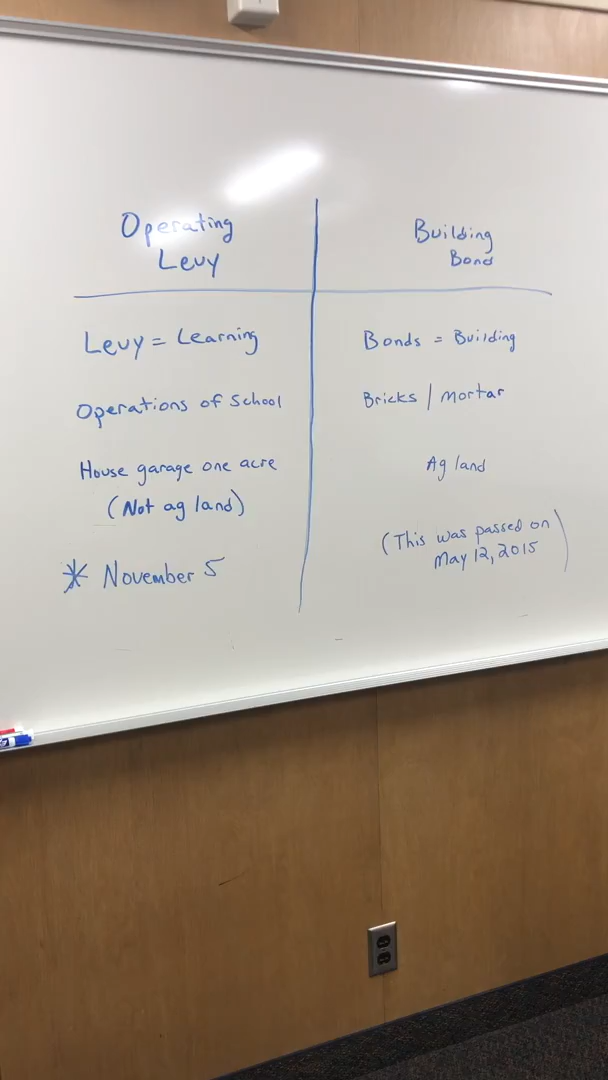 Operating
Levy
Levy = Learning
Operations of School
House garage one acre
(Not ag land)
* November 5
Building
Bond
Bonds = Building
Bricks / Mortar
Ag land
(This was passed on
May 12, 2015)